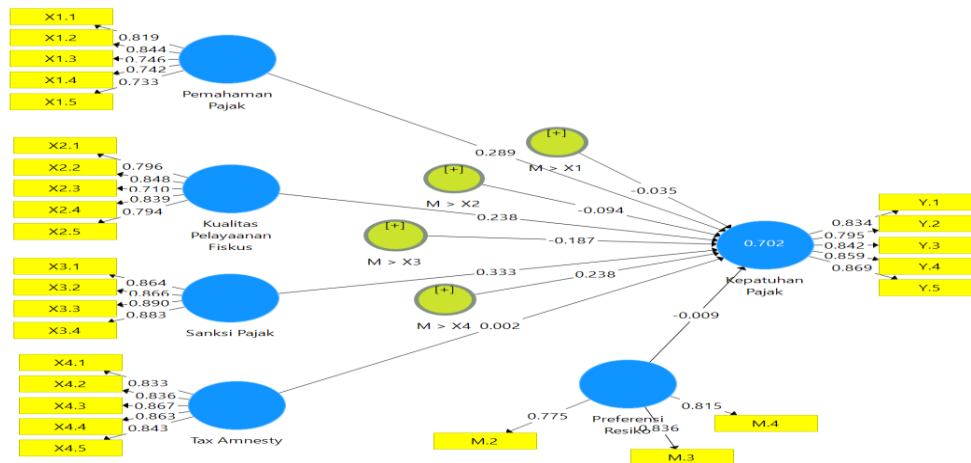 X1.1
X1.2
X1.3
X1.4
X1.5
0.819
0.844
0.746
0.742
0.733
Pemahaman
Pajak
X2.1
X2.2
X2.3
X2.4
X2.5
0.796
0.848
0.710
0.839
0.794
Kualitas
Pelayaanan
Fiskus
X3.1
X3.2
X3.3
X3.4
0.864
0.866
0.890
0.883
Sanksi Pajak
X4.1
X4.2
X4.3
X4.4
X4.5
0.833
0.836
0.867
0.863
0.843
Tax Amnesty
0.289
0.238
0.333
0.002
[+]
M > X1
-0.035
[+]
M > X2
-0.094
[+]
M > X3
-0.187
[+]
M > X4
0.238
0.702
Kepatuhan
Pajak
0.834
0.795
0.842
0.859
0.869
Y.1
Y.2
Y.3
Y.4
Y.5
-0.009
Preferensi
Resiko
0.775
0.836
0.815
M.2
M.3
M.4